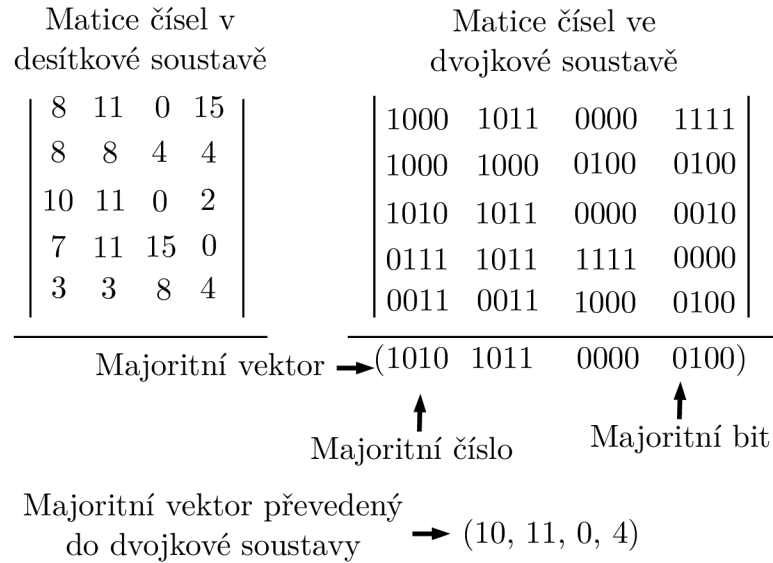 Matice čísel v
desítkové soustavě
8 11 0 15
8 8 4 4
10 11 0 2
7 11 15 0
3 3 8 4
Matice čísel ve
dvojkové soustavě
1000 1011 0000 1111
1000 1000 0100 0100
1010 1011 0000 0010
0111 1011 1111 0000
0011 0011 1000 0100
Majoritní vektor
(1010 1011 0000 0100)
Majoritní číslo
Majoritní bit
Majoritní vektor převedený
do dvojkové soustavy
(10, 11, 0, 4)